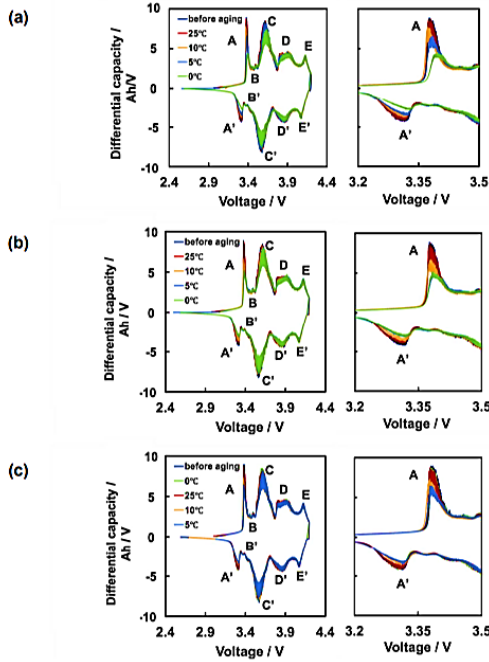 (a)
Differential capacity /
Ah/V
10
5
0
-5
-10
before aging
25℃
10℃
5℃
0℃
A
B
C
D
E
A'
B'
C'
D'
E'
2.4 2.9 3.4 3.9 4.4
Voltage / V
A
A'
3.2 3.35 3.5
Voltage / V
(b)
Differential capacity /
Ah / V
10
5
0
-5
-10
before aging
25℃
10℃
5℃
0℃
A
B
C
D
E
A'
B'
C'
D'
E'
2.4 2.9 3.4 3.9 4.4
Voltage / V
A
A'
3.2 3.35 3.5
Voltage / V
(c)
Differential capacity /
Ah / V
10
5
0
-5
-10
before aging
0℃
25℃
10℃
5℃
A
B
C
D
E
A'
B'
C'
D'
E'
2.4 2.9 3.4 3.9 4.4
Voltage / V
A
A'
3.2 3.35 3.5
Voltage / V